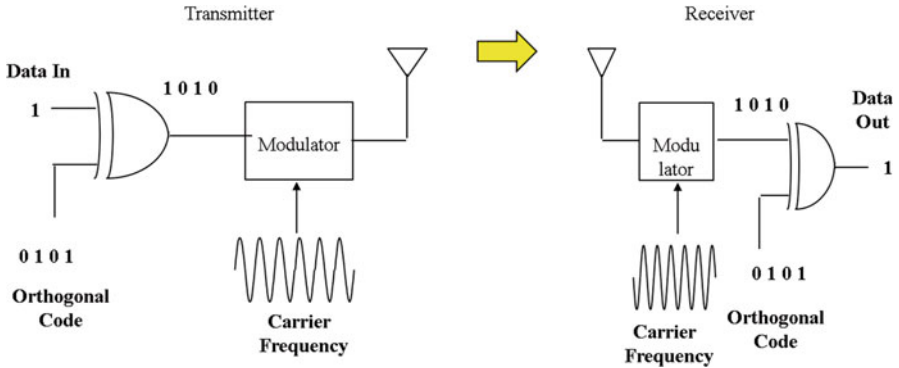 Transmitter
Data In
1
1 0 1 0
Modulator
0 1 0 1
Orthogonal
Code
Carrier
Frequency
Receiver
1 0 1 0
Data
Out
Modu
lator
1
0 1 0 1
Carrier
Frequency
Orthogonal
Code